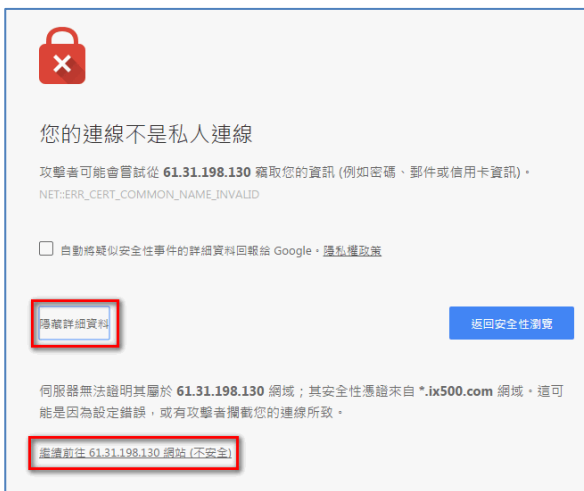 您的連線不是私人連線
攻擊者可能會嘗試從 61.31.198.130 竊取您的資訊 (例如密碼、郵件或信用卡資訊)。
NET::ERR_CERT_COMMON_NAME_INVALID
自動將疑似安全性事件的詳細資料回報給 Google。隱私權政策
隱藏詳細資料
返回安全性瀏覽
伺服器無法證明其屬於 61.31.198.130 網域；其安全性憑證來自 *.ix500.com 網域。這可
能是因為設定錯誤，或有攻擊者攔截您的連線所致。
繼續前往 61.31.198.130 網站 (不安全)